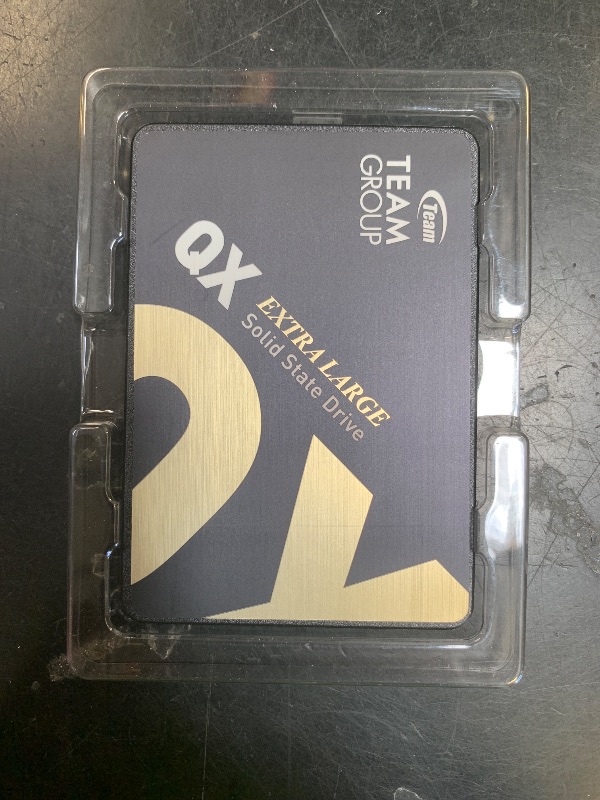 Team
TEAM
GROUP
QX
EXTRA LARGE
Solid State Drive